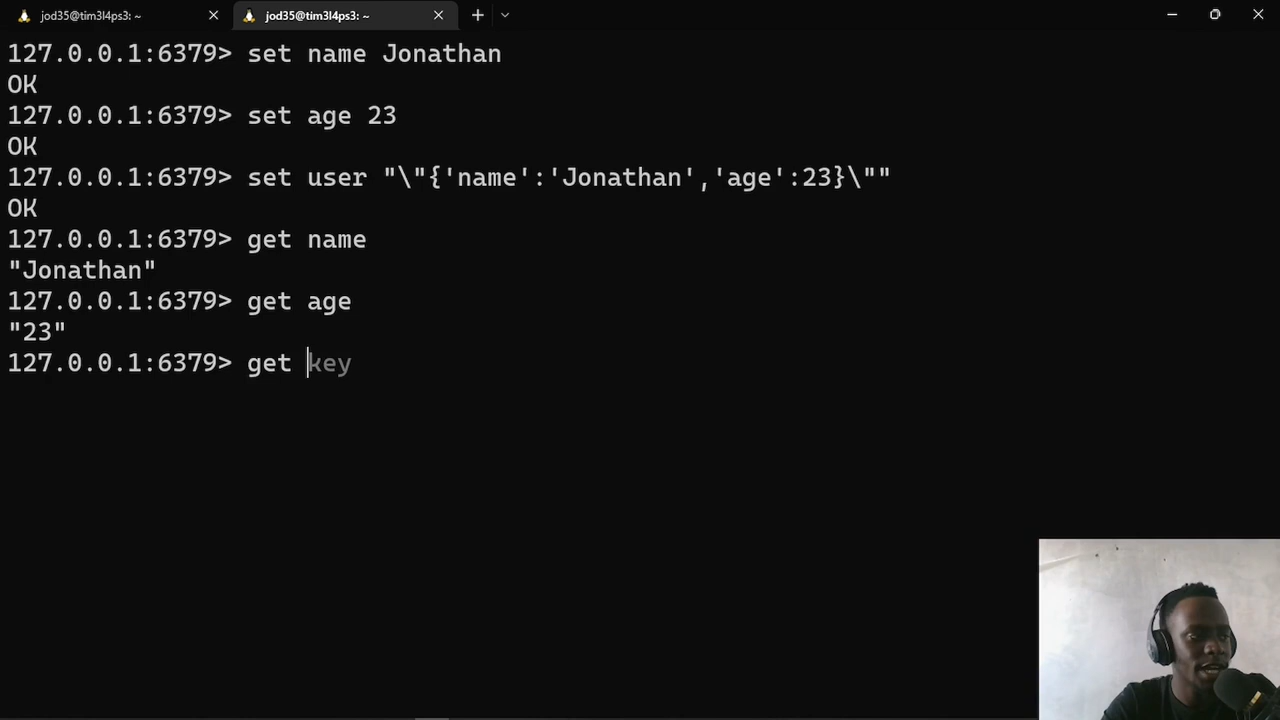 jod35@tim3l4ps3: ~
jod35@tim3l4ps3: ~
127.0.0.1:6379> set name Jonathan
OK
127.0.0.1:6379> set age 23
OK
127.0.0.1:6379> set user "\"{'name':'Jonathan','age':23}\""
OK
127.0.0.1:6379> get name
"Jonathan"
127.0.0.1:6379> get age
"23"
127.0.0.1:6379> get key